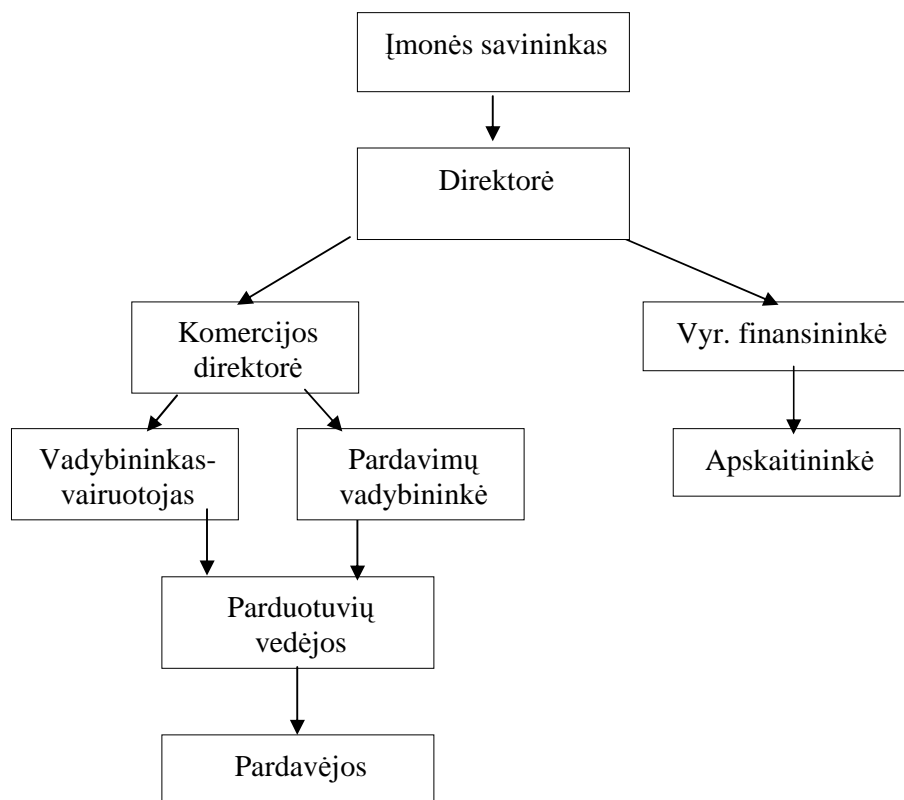 Įmonės savininkas
Direktorė
Komercijos
direktorė
Vyr. finansininkė
Vadybininkas-
vairuotojas
Pardavimų
vadybininkė
Apskaitininkė
Parduotuvių
vedėjos
Pardavėjos